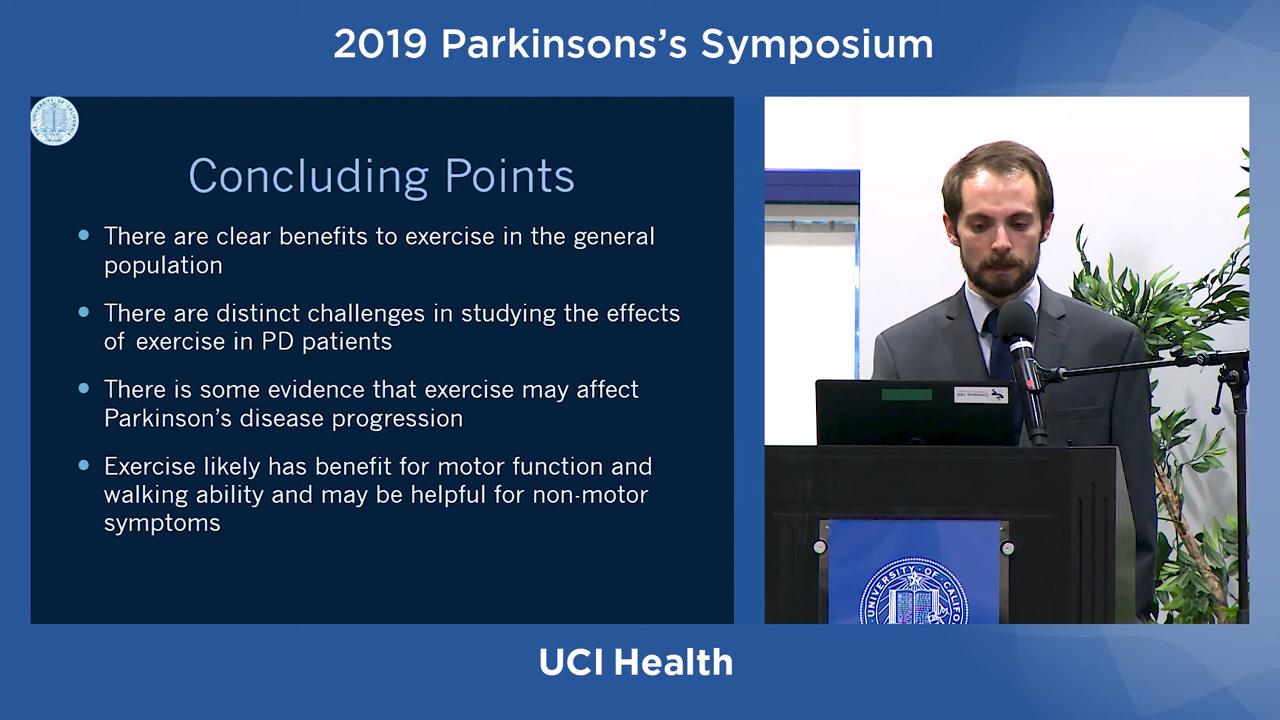 2019 Parkinsons’s Symposium
Concluding Points
There are clear benefits to exercise in the general
population
There are distinct challenges in studying the effects
of exercise in PD patients
There is some evidence that exercise may affect
Parkinson’s disease progression
Exercise likely has benefit for motor function and
walking ability and may be helpful for non-motor
symptoms
UNIVERSITY · OF · CALIFO
UCI Health